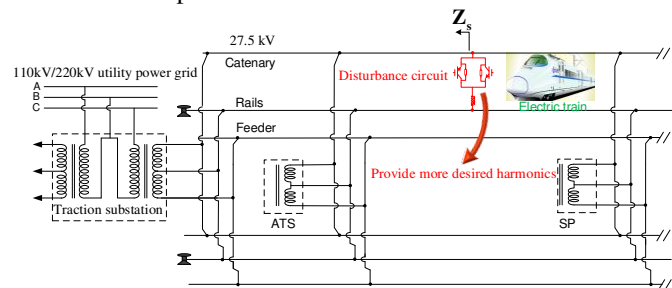 Zs
27.5 kV
Catenary
110kV/220kV utility power grid
A
B
C
Disturbance circuit
Electric train
Rails
Feeder
Provide more desired harmonics
Traction substation
ATS
SP